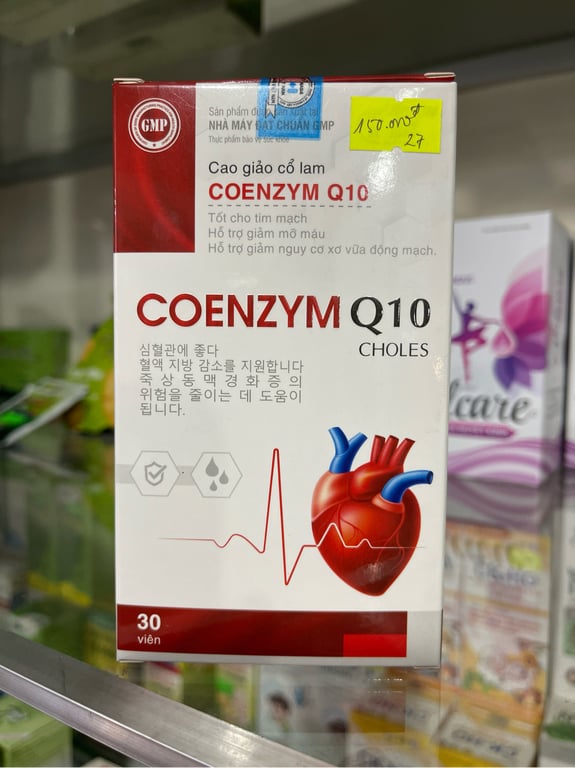 GMP
Sản phẩm được sản xuất tại
NHÀ MÁY ĐẠT CHUẨN GMP
Thực phẩm bảo vệ sức khỏe
150.000đ
27
Cao giảo cổ lam
COENZYM Q10
Tốt cho tim mạch
Hỗ trợ giảm mỡ máu
Hỗ trợ giảm nguy cơ xơ vữa động mạch.
COENZYM Q10
CHOLES
심혈관에 좋다
혈액 지방 감소를 지원합니다
죽상동맥경화증의
위험을 줄이는 데 도움이
됩니다.
30
viên
care